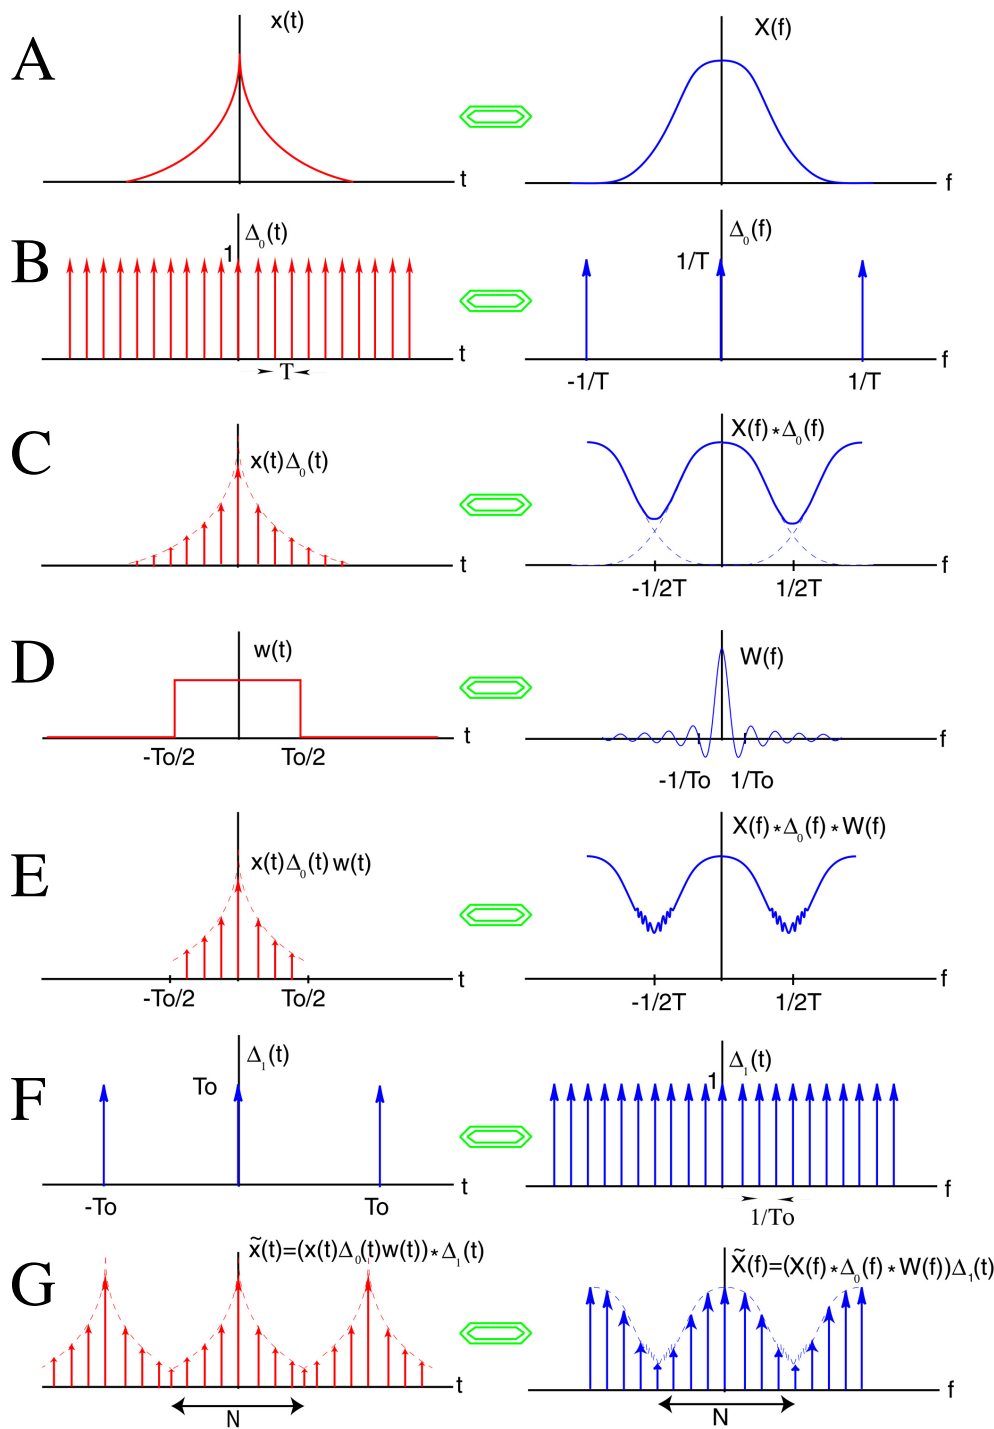 A
x(t)
X(f)
t
f
B
Δ₀(t)
1
Δ₀(f)
1/T
t
T
f
-1/T
1/T
C
x(t)Δ₀(t)
X(f)*Δ₀(f)
t
f
-1/2T
1/2T
D
w(t)
W(f)
t
f
-To/2
To/2
-1/To
1/To
E
x(t)Δ₀(t) w(t)
X(f)*Δ₀(f)*W(f)
t
f
-To/2
To/2
-1/2T
1/2T
F
Δ₁(t)
To
Δ₁(t)
1
t
f
-To
To
1/To
G
x̃(t)=(x(t)Δ₀(t)w(t))*Δ₁(t)
X̃(f)=(X(f)*Δ₀(f)*W(f))Δ₁(t)
t
f
N
N